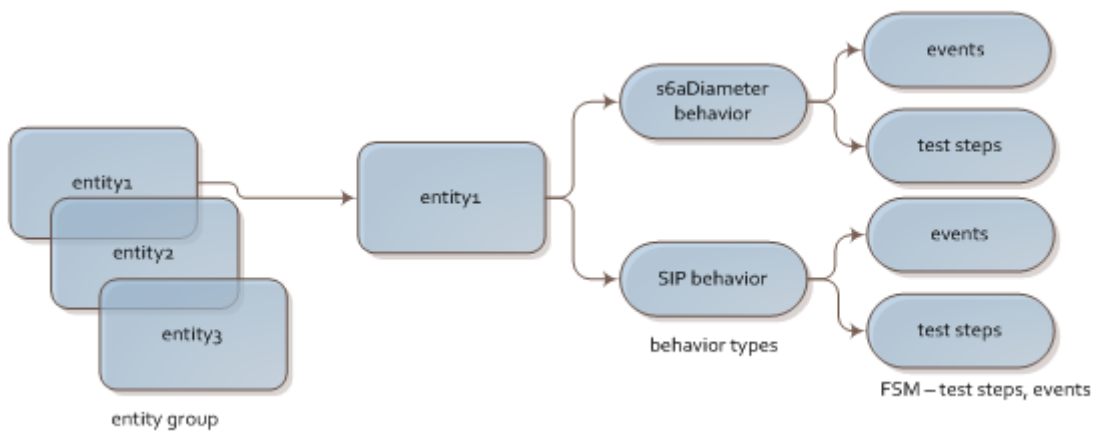 entity1
entity2
entity3
entity group
entity1
s6aDiameter
behavior
SIP behavior
behavior types
events
test steps
events
test steps
FSM – test steps, events